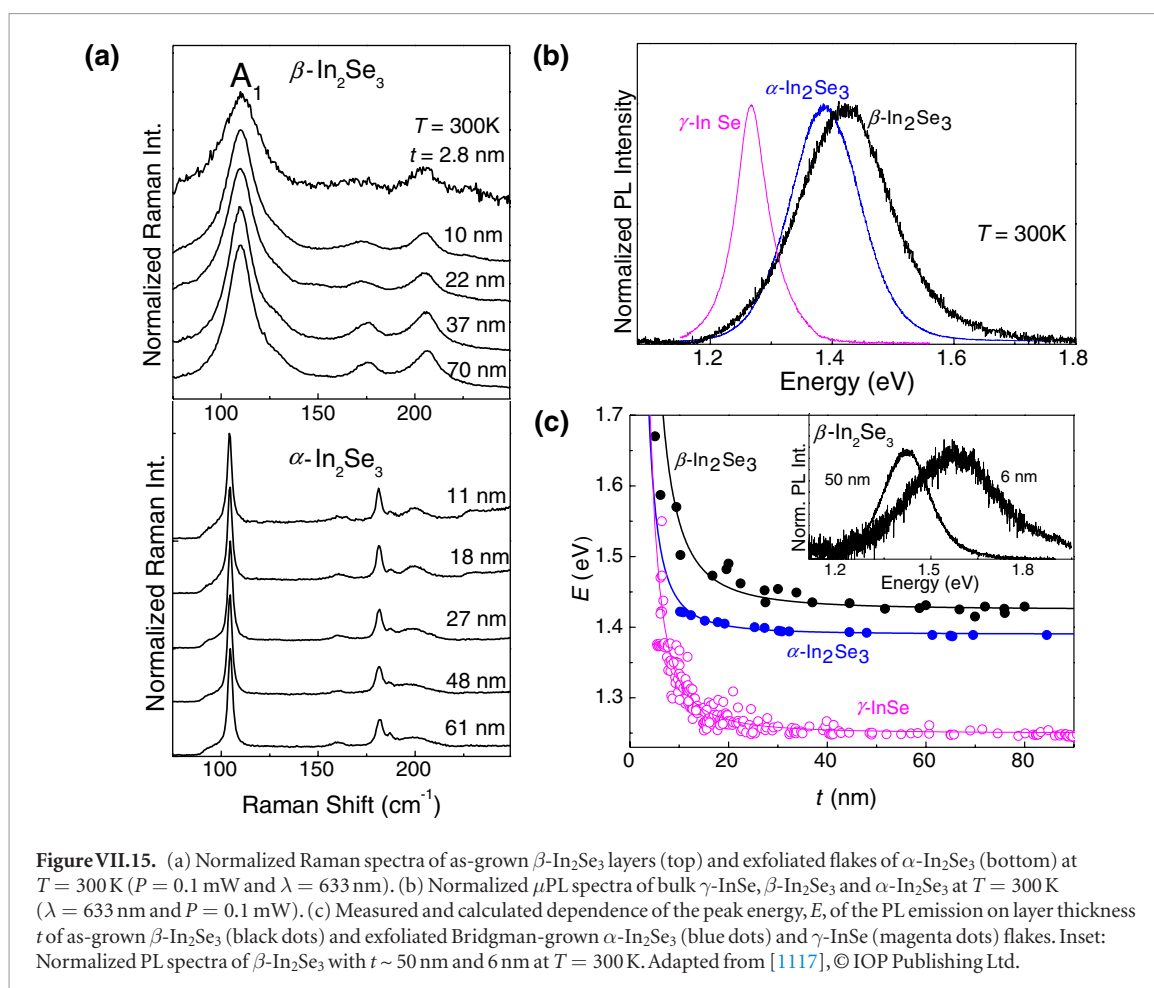 (a)
A1
β-In2Se3
T = 300K
t = 2.8 nm
10 nm
22 nm
37 nm
70 nm
Normalized Raman Int.
100 150 200
α-In2Se3
11 nm
18 nm
27 nm
48 nm
61 nm
Normalized Raman Int.
100 150 200
Raman Shift (cm-1)
(b)
α-In2Se3
γ-In Se
β-In2Se3
T = 300K
Normalized PL Intensity
1.2 1.4 1.6 1.8
Energy (eV)
(c)
1.7
1.6
1.5
1.4
1.3
E (eV)
β-In2Se3
α-In2Se3
γ-InSe
0 20 40 60 80
t (nm)
β-In2Se3
50 nm
6 nm
Norm. PL Int.
1.2 1.5 1.8
Energy (eV)
Figure VII.15. (a) Normalized Raman spectra of as-grown β-In2Se3 layers (top) and exfoliated flakes of α-In2Se3 (bottom) at
T = 300 K (P = 0.1 mW and λ = 633 nm). (b) Normalized μPL spectra of bulk γ-InSe, β-In2Se3 and α-In2Se3 at T = 300 K
(λ = 633 nm and P = 0.1 mW). (c) Measured and calculated dependence of the peak energy, E, of the PL emission on layer thickness
t of as-grown β-In2Se3 (black dots) and exfoliated Bridgman-grown α-In2Se3 (blue dots) and γ-InSe (magenta dots) flakes. Inset:
Normalized PL spectra of β-In2Se3 with t ~ 50 nm and 6 nm at T = 300 K. Adapted from [1117], © IOP Publishing Ltd.